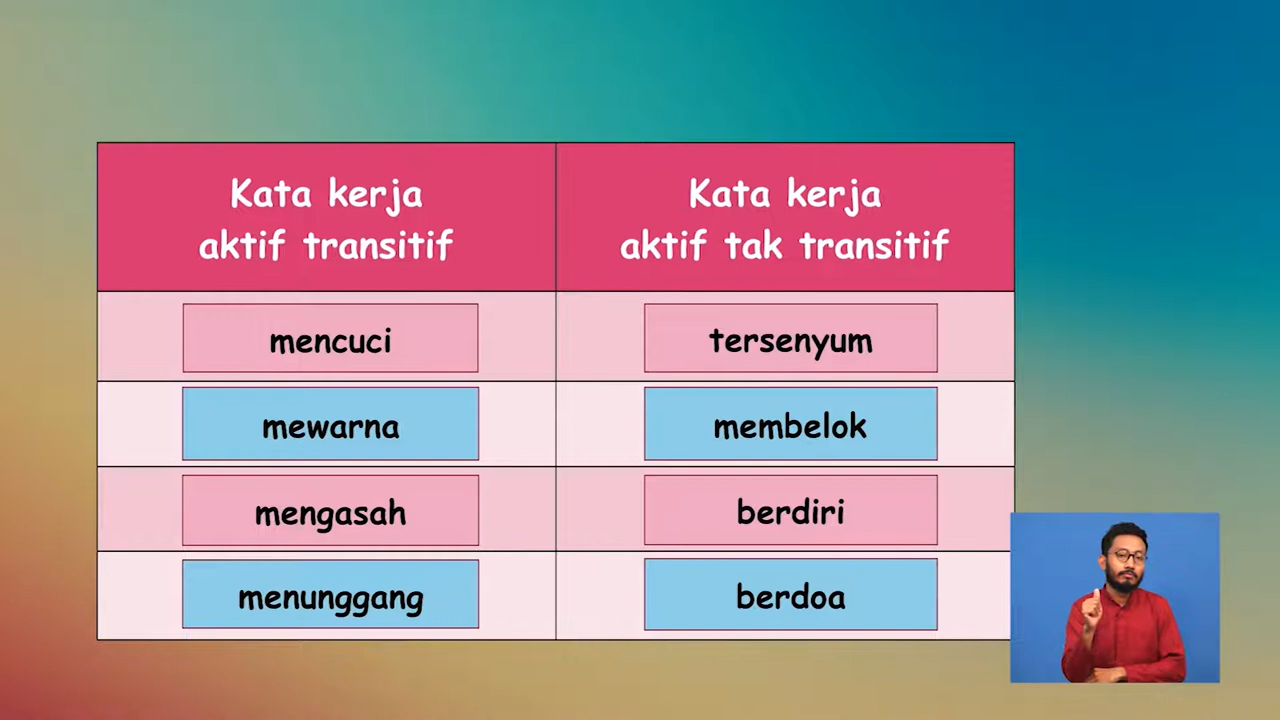 Kata kerja
aktif transitif
Kata kerja
aktif tak transitif
mencuci
tersenyum
mewarna
membelok
mengasah
berdiri
menunggang
berdoa